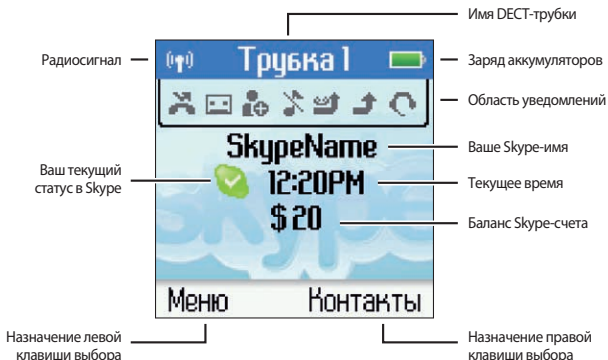 Имя DECT-трубки
Радиосигнал
Трубка 1
Заряд аккумуляторов
Область уведомлений
SkypeName
Ваше Skype-имя
Ваш текущий
статус в Skype
12:20PM
Текущее время
$20
Баланс Skype-счета
Меню
Контакты
Назначение левой
клавиши выбора
Назначение правой
клавиши выбора